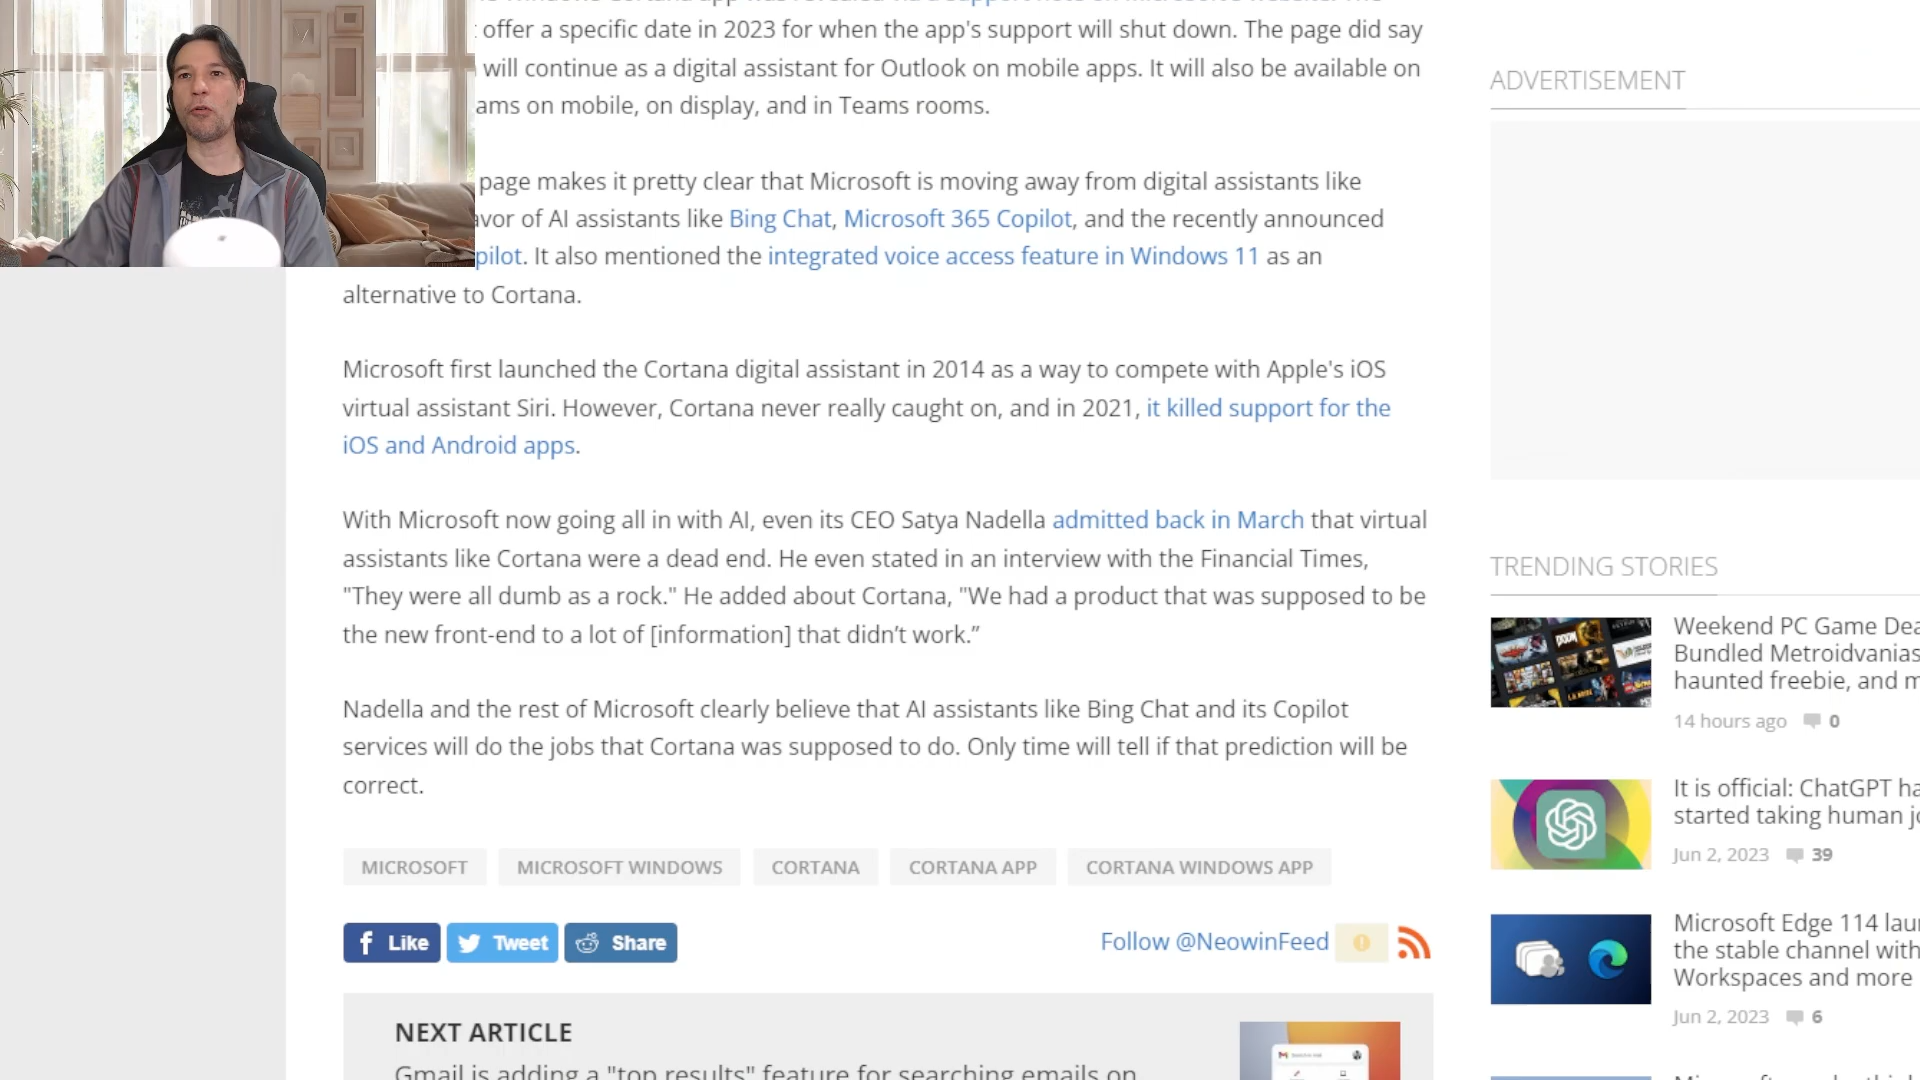 offer a specific date in 2023 for when the app's support will shut down. The page did say
will continue as a digital assistant for Outlook on mobile apps. It will also be available on
ams on mobile, on display, and in Teams rooms.
page makes it pretty clear that Microsoft is moving away from digital assistants like
avor of AI assistants like Bing Chat, Microsoft 365 Copilot, and the recently announced
pilot. It also mentioned the integrated voice access feature in Windows 11 as an
alternative to Cortana.
Microsoft first launched the Cortana digital assistant in 2014 as a way to compete with Apple's iOS
virtual assistant Siri. However, Cortana never really caught on, and in 2021, it killed support for the
iOS and Android apps.
With Microsoft now going all in with AI, even its CEO Satya Nadella admitted back in March that virtual
assistants like Cortana were a dead end. He even stated in an interview with the Financial Times,
"They were all dumb as a rock." He added about Cortana, "We had a product that was supposed to be
the new front-end to a lot of [information] that didn’t work.”
Nadella and the rest of Microsoft clearly believe that AI assistants like Bing Chat and its Copilot
services will do the jobs that Cortana was supposed to do. Only time will tell if that prediction will be
correct.
MICROSOFT MICROSOFT WINDOWS CORTANA CORTANA APP CORTANA WINDOWS APP
Like Tweet Share Follow @NeowinFeed
NEXT ARTICLE
Gmail is adding a "top results" feature for searching emails on
ADVERTISEMENT
TRENDING STORIES
Weekend PC Game Dea
Bundled Metroidvanias
haunted freebie, and m
14 hours ago 0
It is official: ChatGPT ha
started taking human jo
Jun 2, 2023 39
Microsoft Edge 114 laun
the stable channel with
Workspaces and more
Jun 2, 2023 6